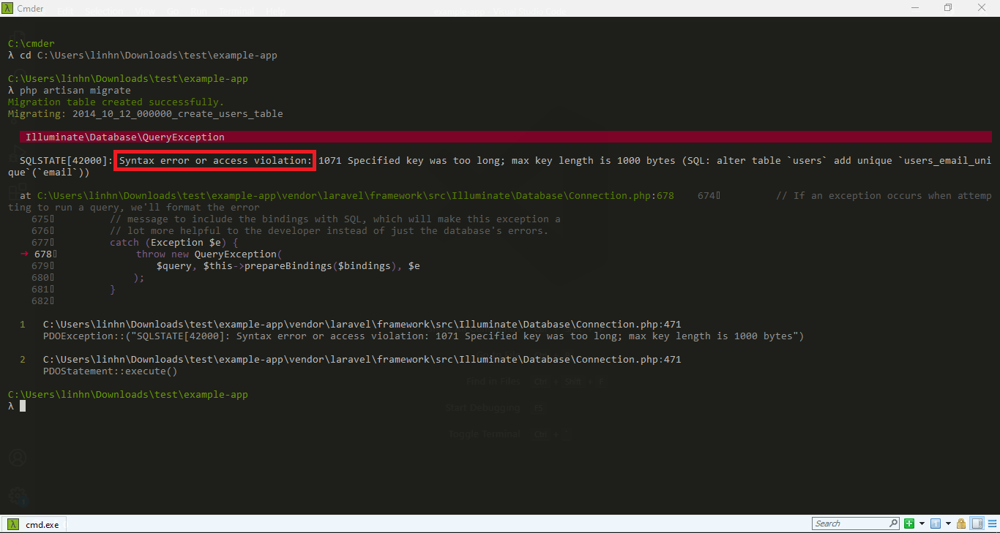 Cmder
C:\cmder
λ cd C:\Users\linhn\Downloads\test\example-app
C:\Users\linhn\Downloads\test\example-app
λ php artisan migrate
Migration table created successfully.
Migrating: 2014_10_12_000000_create_users_table
Illuminate\Database\QueryException
SQLSTATE[42000]: Syntax error or access violation: 1071 Specified key was too long; max key length is 1000 bytes (SQL: alter table `users` add unique `users_email_uni
que`(`email`))
at C:\Users\linhn\Downloads\test\example-app\vendor\laravel\framework\src\Illuminate\Database\Connection.php:678 674▯ // If an exception occurs when attemp
ting to run a query, we'll format the error
675▯ // message to include the bindings with SQL, which will make this exception a
676▯ // lot more helpful to the developer instead of just the database's errors.
677▯ catch (Exception $e) {
→ 678▯ throw new QueryException(
679▯ $query, $this->prepareBindings($bindings), $e
680▯ );
681▯ }
682▯
1 C:\Users\linhn\Downloads\test\example-app\vendor\laravel\framework\src\Illuminate\Database\Connection.php:471
PDOException::("SQLSTATE[42000]: Syntax error or access violation: 1071 Specified key was too long; max key length is 1000 bytes")
2 C:\Users\linhn\Downloads\test\example-app\vendor\laravel\framework\src\Illuminate\Database\Connection.php:471
PDOStatement::execute()
Find in Files Ctrl + Shift + F
C:\Users\linhn\Downloads\test\example-app
λ
Start Debugging F5
Toggle Terminal Ctrl +
cmd.exe
Search